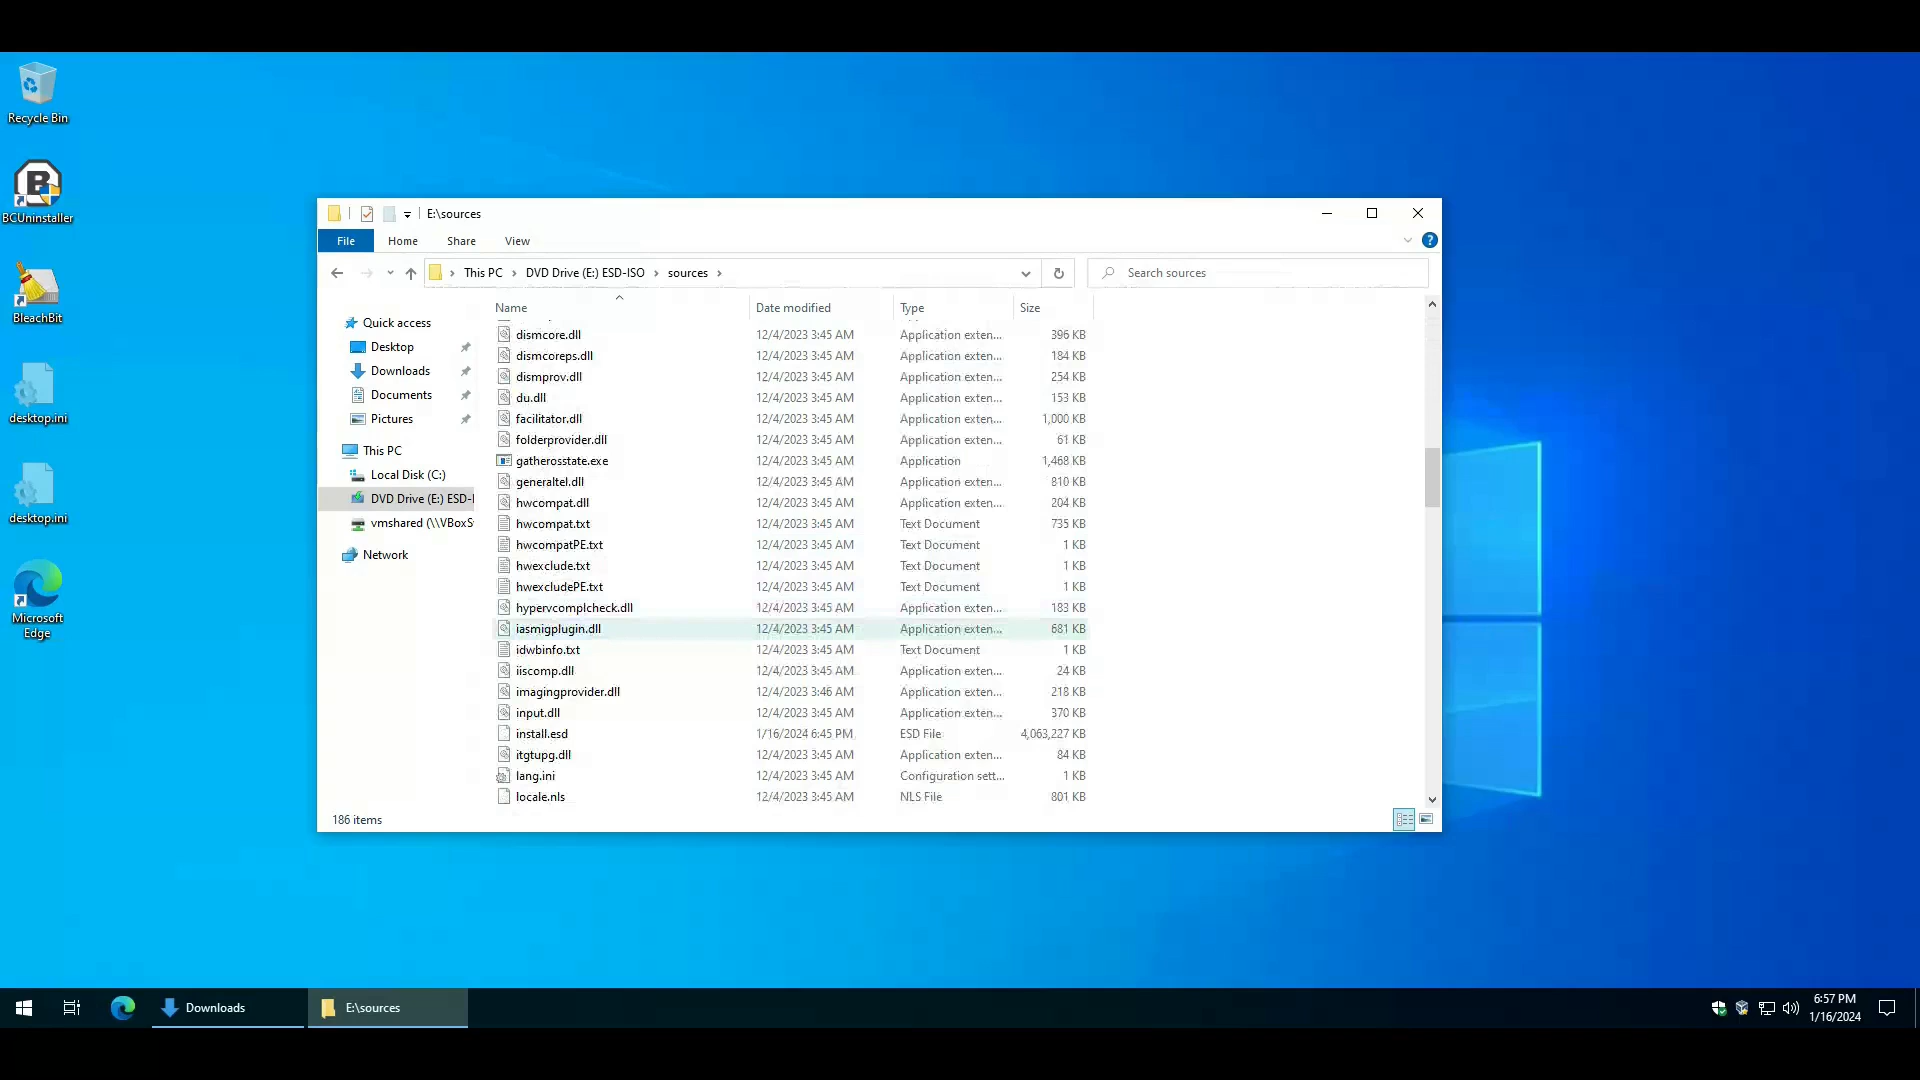 Recycle Bin
BCUninstaller
BleachBit
desktop.ini
desktop.ini
Microsoft
Edge
E:\sources
File Home Share View
This PC DVD Drive (E:) ESD-ISO sources
Search sources
Quick access
Desktop
Downloads
Documents
Pictures
This PC
Local Disk (C:)
DVD Drive (E:) ESD-I
vmshared (\\VBoxS
Network
Name Date modified Type Size
dismcore.dll 12/4/2023 3:45 AM Application exten... 396 KB
dismcoreps.dll 12/4/2023 3:45 AM Application exten... 184 KB
dismprov.dll 12/4/2023 3:45 AM Application exten... 254 KB
du.dll 12/4/2023 3:45 AM Application exten... 153 KB
facilitator.dll 12/4/2023 3:45 AM Application exten... 1,000 KB
folderprovider.dll 12/4/2023 3:45 AM Application exten... 61 KB
gatherosstate.exe 12/4/2023 3:45 AM Application 1,468 KB
generaltel.dll 12/4/2023 3:45 AM Application exten... 810 KB
hwcompat.dll 12/4/2023 3:45 AM Application exten... 204 KB
hwcompat.txt 12/4/2023 3:45 AM Text Document 735 KB
hwcompatPE.txt 12/4/2023 3:45 AM Text Document 1 KB
hwexclude.txt 12/4/2023 3:45 AM Text Document 1 KB
hwexcludePE.txt 12/4/2023 3:45 AM Text Document 1 KB
hypervcomplcheck.dll 12/4/2023 3:45 AM Application exten... 183 KB
iasmigplugin.dll 12/4/2023 3:45 AM Application exten... 681 KB
idwbinfo.txt 12/4/2023 3:45 AM Text Document 1 KB
iiscomp.dll 12/4/2023 3:45 AM Application exten... 24 KB
imagingprovider.dll 12/4/2023 3:46 AM Application exten... 218 KB
input.dll 12/4/2023 3:45 AM Application exten... 370 KB
install.esd 1/16/2024 6:45 PM ESD File 4,063,227 KB
itgtupg.dll 12/4/2023 3:45 AM Application exten... 84 KB
lang.ini 12/4/2023 3:45 AM Configuration sett... 1 KB
locale.nls 12/4/2023 3:45 AM NLS File 801 KB
186 items
Downloads
E:\sources
6:57 PM
1/16/2024